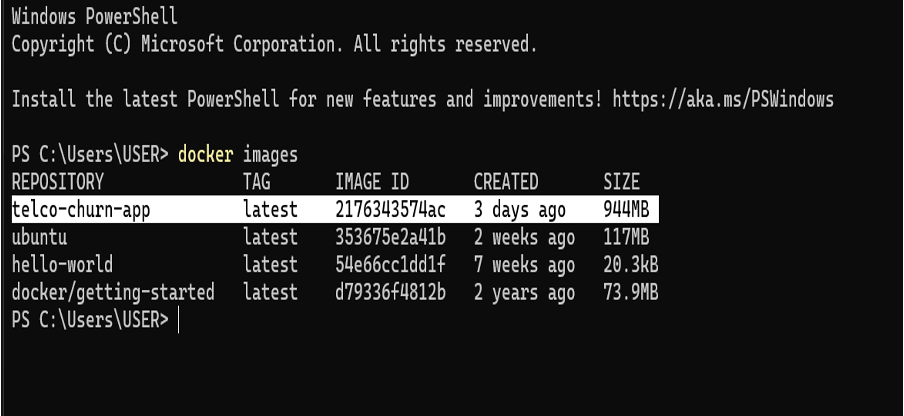 Windows PowerShell
Copyright (C) Microsoft Corporation. All rights reserved.
Install the latest PowerShell for new features and improvements! https://aka.ms/PSWindows
PS C:\Users\USER> docker images
REPOSITORY TAG IMAGE ID CREATED SIZE
telco-churn-app latest 2176343574ac 3 days ago 944MB
ubuntu latest 353675e2a41b 2 weeks ago 117MB
hello-world latest 54e66cc1dd1f 7 weeks ago 20.3kB
docker/getting-started latest d79336f4812b 2 years ago 73.9MB
PS C:\Users\USER>